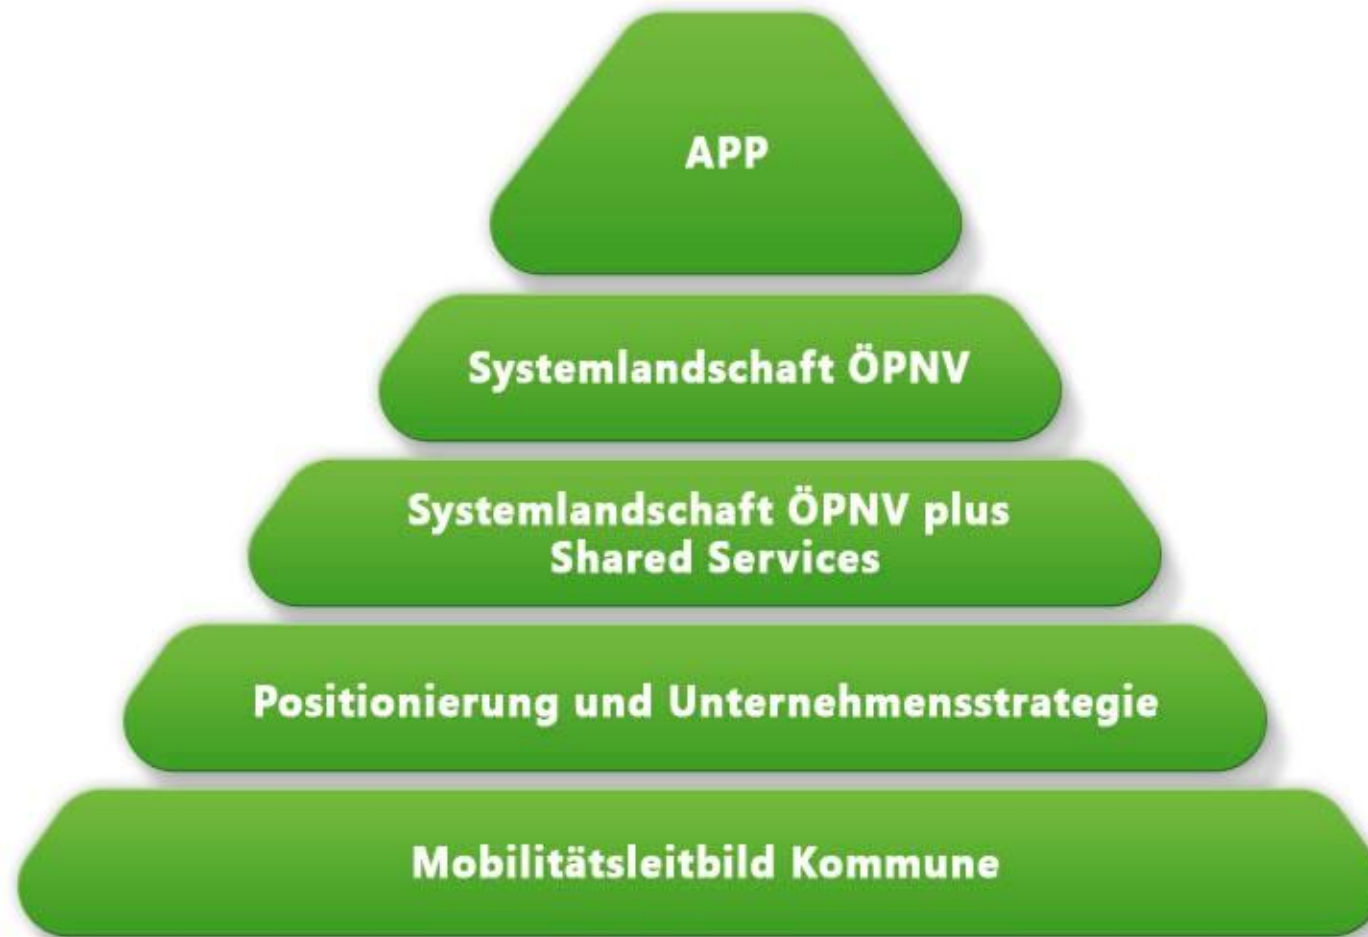 APP
Systemlandschaft ÖPNV
Systemlandschaft ÖPNV plus
Shared Services
Positionierung und Unternehmensstrategie
Mobilitätsleitbild Kommune